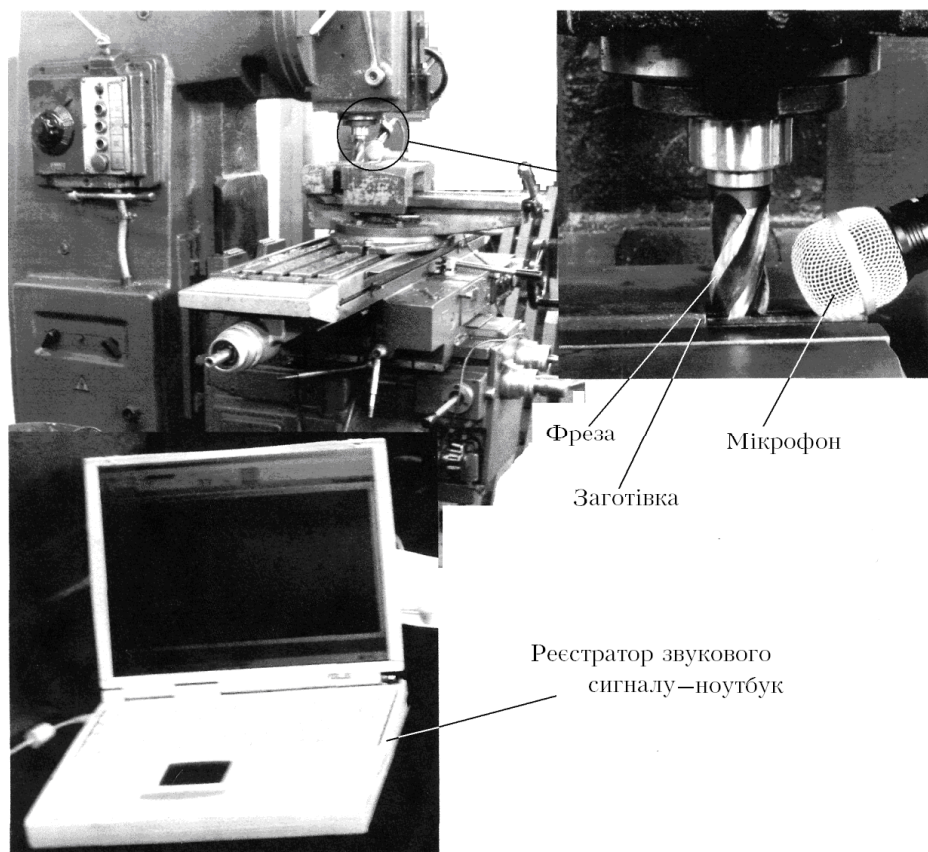 Фреза
Мікрофон
Заготівка
Реєстратор звукового
сигналу—ноутбук